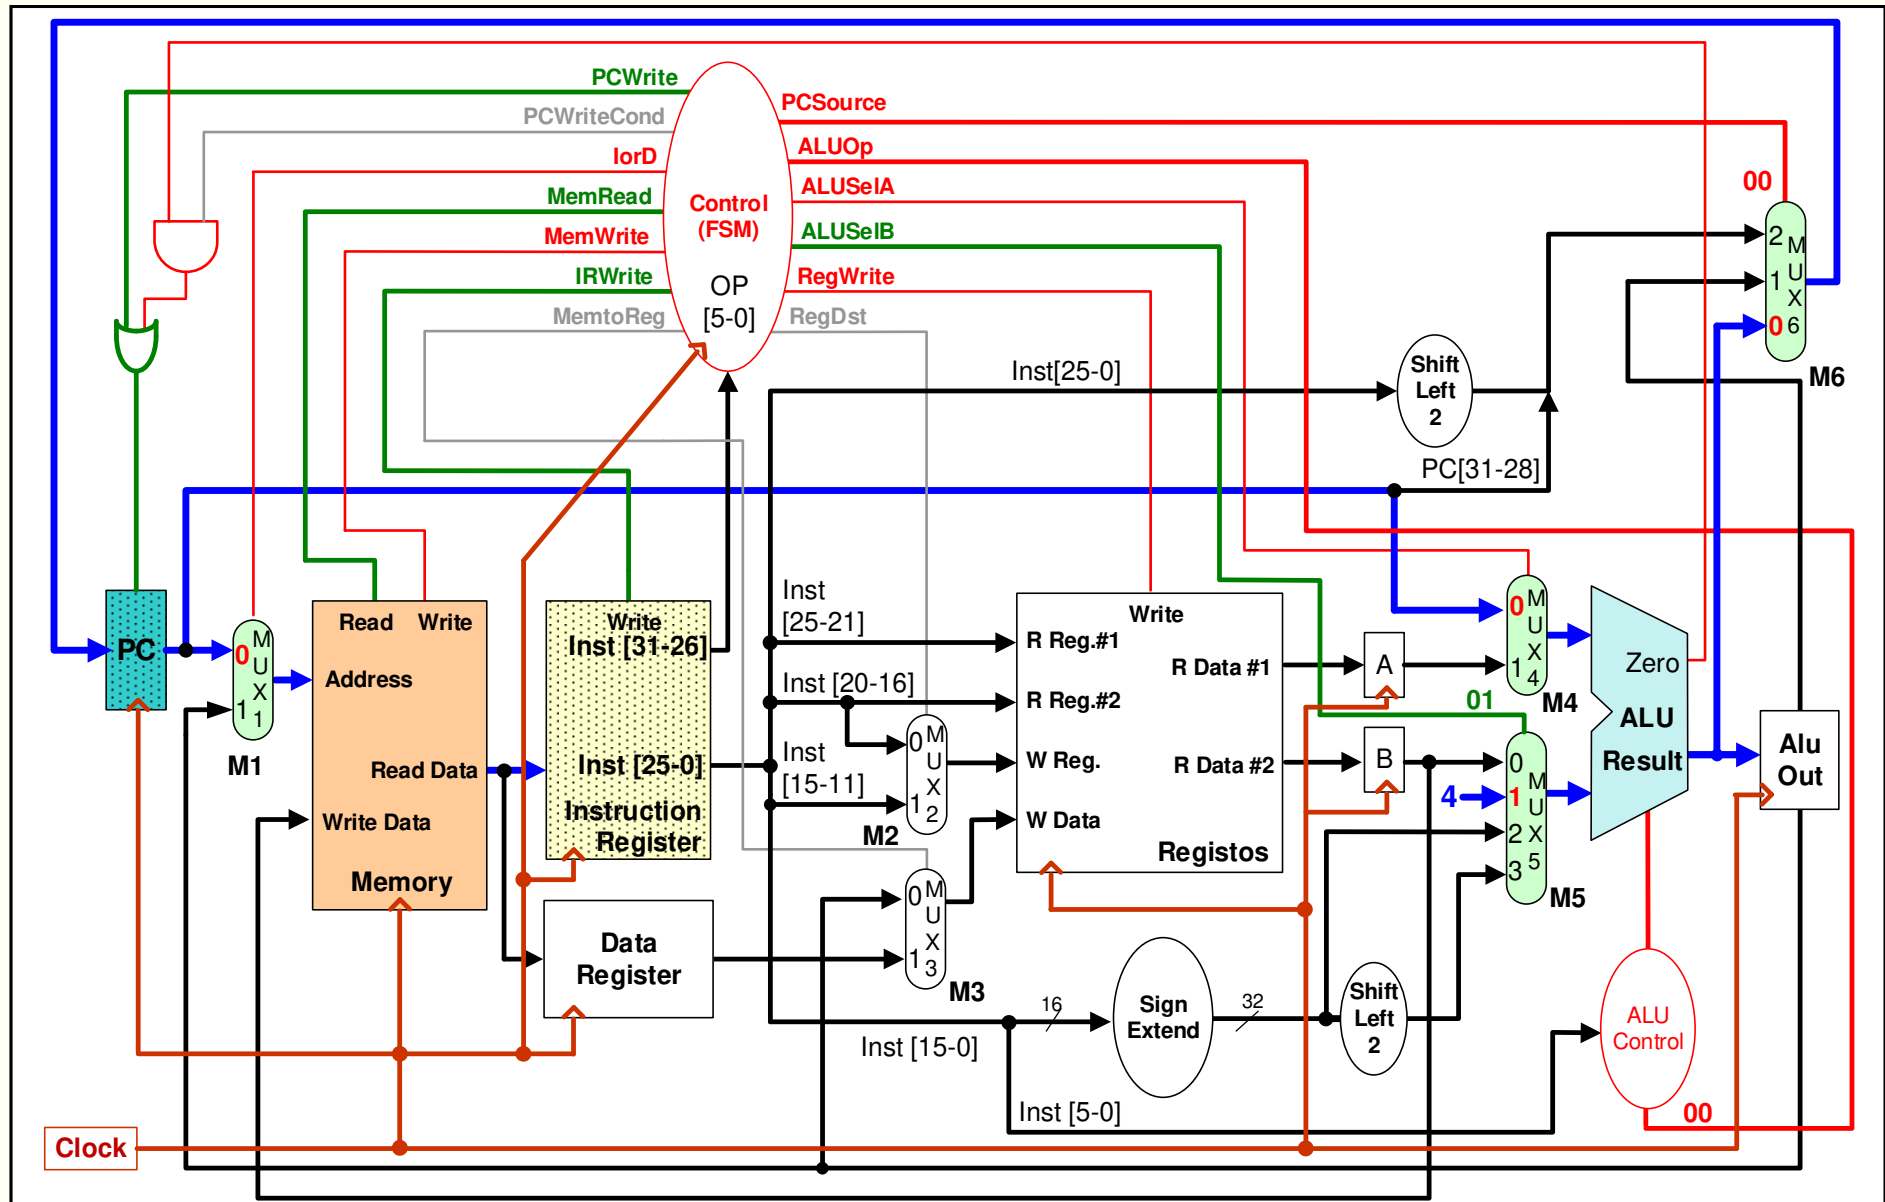 PCWrite
PCWriteCond
IorD
MemRead
MemWrite
IRWrite
MemtoReg
Control
(FSM)
OP
[5-0]
PCSource
ALUOp
ALUSelA
ALUSelB
RegWrite
RegDst
00
2
1
0
M
U
X
6
M6
Inst[25-0]
Shift
Left
2
PC[31-28]
PC
0
1
M
U
X
1
M1
Read Write
Address
Read Data
Write Data
Memory
Write
Inst [31-26]
Inst [25-0]
Instruction
Register
Data
Register
Inst
[25-21]
Inst [20-16]
Inst
[15-11]
0
1
M
U
X
2
M2
0
1
M
U
X
3
M3
Write
R Reg.#1
R Data #1
R Reg.#2
W Reg.
R Data #2
W Data
Registos
A
B
01
4
0
1
M
U
X
4
M4
0
1
2
3
M
U
X
5
M5
Zero
ALU
Result
Alu
Out
16
Sign
Extend
32
Shift
Left
2
ALU
Control
Inst [15-0]
Inst [5-0]
00
Clock